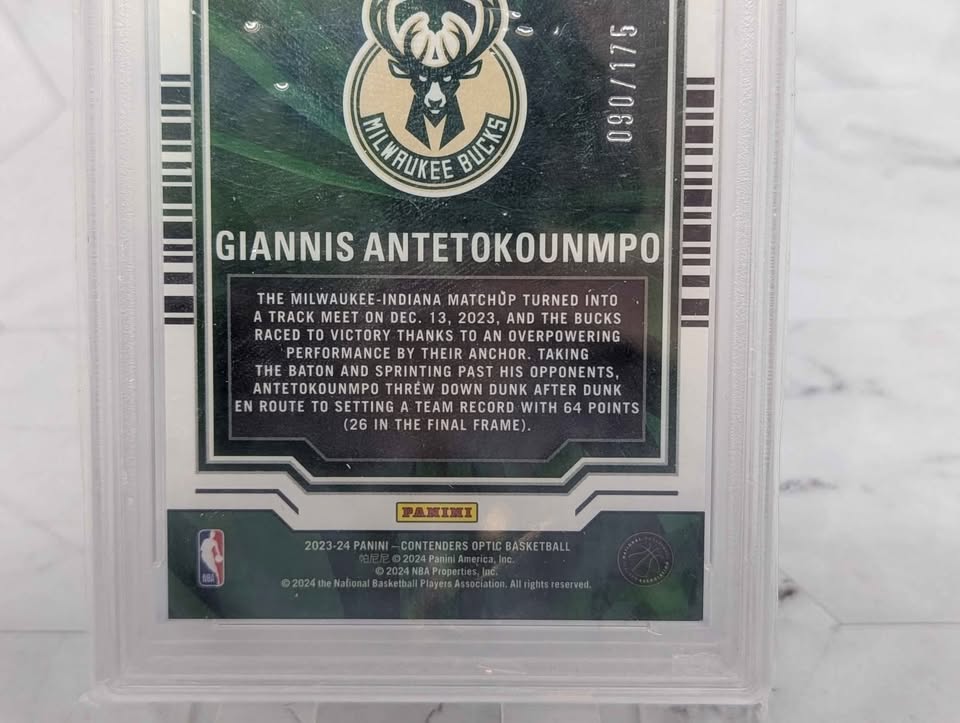 090/175
MILWAUKEE BUCKS
GIANNIS ANTETOKOUNMPO
THE MILWAUKEE-INDIANA MATCHUP TURNED INTO
A TRACK MEET ON DEC. 13, 2023, AND THE BUCKS
RACED TO VICTORY THANKS TO AN OVERPOWERING
PERFORMANCE BY THEIR ANCHOR. TAKING
THE BATON AND SPRINTING PAST HIS OPPONENTS,
ANTETOKOUNMPO THREW DOWN DUNK AFTER DUNK
EN ROUTE TO SETTING A TEAM RECORD WITH 64 POINTS
(26 IN THE FINAL FRAME).
PANINI
2023-24 PANINI – CONTENDERS OPTIC BASKETBALL
帕尼尼 © 2024 Panini America, Inc.
© 2024 NBA Properties, Inc.
© 2024 the National Basketball Players Association. All rights reserved.
NBA